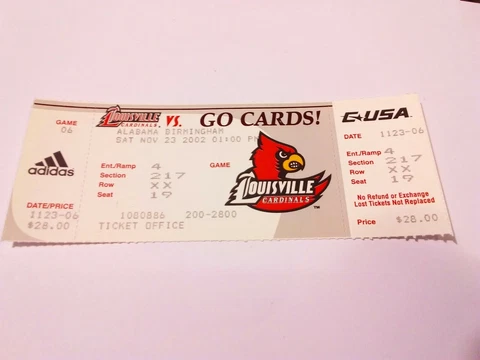 GAME
06
LOUISVILLE
CARDINALS
VS.
GO CARDS!
ALABAMA BIRMINGHAM
SAT NOV 23 2002 01:00 P
adidas
Ent./Ramp 4
Section 217
Row XX
Seat 19
GAME
LOUISVILLE
CARDINALS
TM
DATE/PRICE
1123-06
$28.00
1080886 200-2800
TICKET OFFICE
C USA
DATE 1123-06
Ent./Ramp 4
Section 217
Row XX
Seat 19
No Refund or Exchange
Lost Tickets Not Replaced
Price $28.00